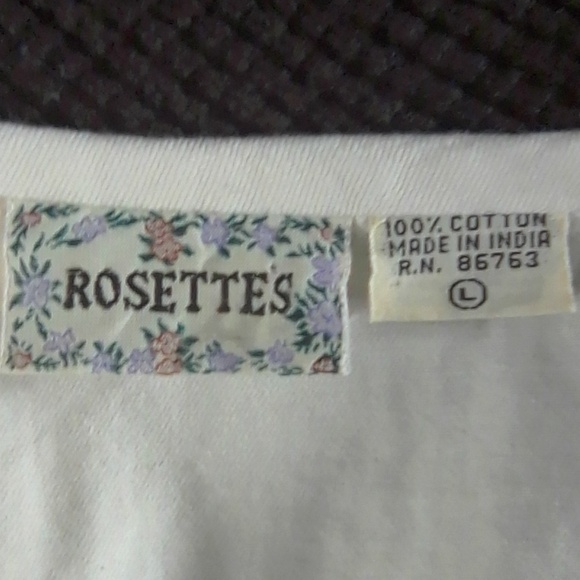 ROSETTE'S
100% COTTON
MADE IN INDIA
R.N. 86763
L